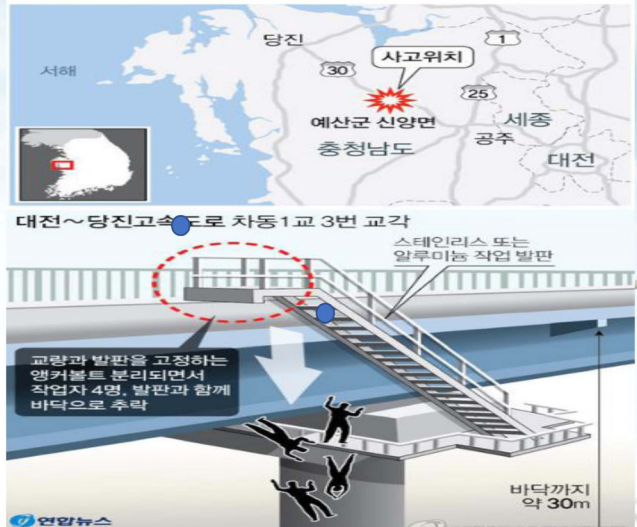 당진
1
서해
30
사고위치
25
예산군 신양면
세종
공주
충청남도
대전
대전~당진고속도로 차동1교 3번 교각
스테인리스 또는
알루미늄 작업 발판
교량과 발판을 고정하는
앵커볼트 분리되면서
작업자 4명, 발판과 함께
바닥으로 추락
바닥까지
약 30m
연합뉴스